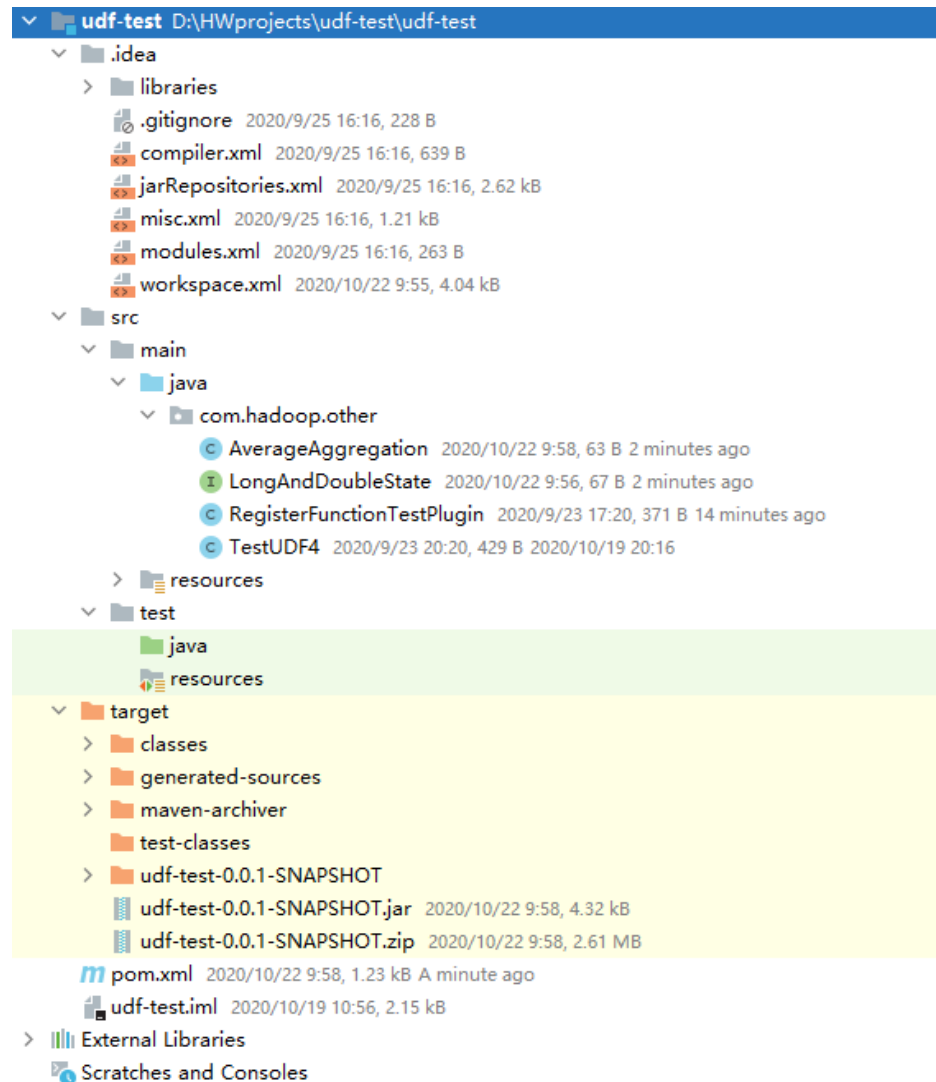 udf-test D:\HWprojects\udf-test\udf-test
.idea
libraries
.gitignore 2020/9/25 16:16, 228 B
compiler.xml 2020/9/25 16:16, 639 B
jarRepositories.xml 2020/9/25 16:16, 2.62 kB
misc.xml 2020/9/25 16:16, 1.21 kB
modules.xml 2020/9/25 16:16, 263 B
workspace.xml 2020/10/22 9:55, 4.04 kB
src
main
java
com.hadoop.other
C AverageAggregation 2020/10/22 9:58, 63 B 2 minutes ago
I LongAndDoubleState 2020/10/22 9:56, 67 B 2 minutes ago
C RegisterFunctionTestPlugin 2020/9/23 17:20, 371 B 14 minutes ago
C TestUDF4 2020/9/23 20:20, 429 B 2020/10/19 20:16
resources
test
java
resources
target
classes
generated-sources
maven-archiver
test-classes
udf-test-0.0.1-SNAPSHOT
udf-test-0.0.1-SNAPSHOT.jar 2020/10/22 9:58, 4.32 kB
udf-test-0.0.1-SNAPSHOT.zip 2020/10/22 9:58, 2.61 MB
m pom.xml 2020/10/22 9:58, 1.23 kB A minute ago
udf-test.iml 2020/10/19 10:56, 2.15 kB
External Libraries
Scratches and Consoles